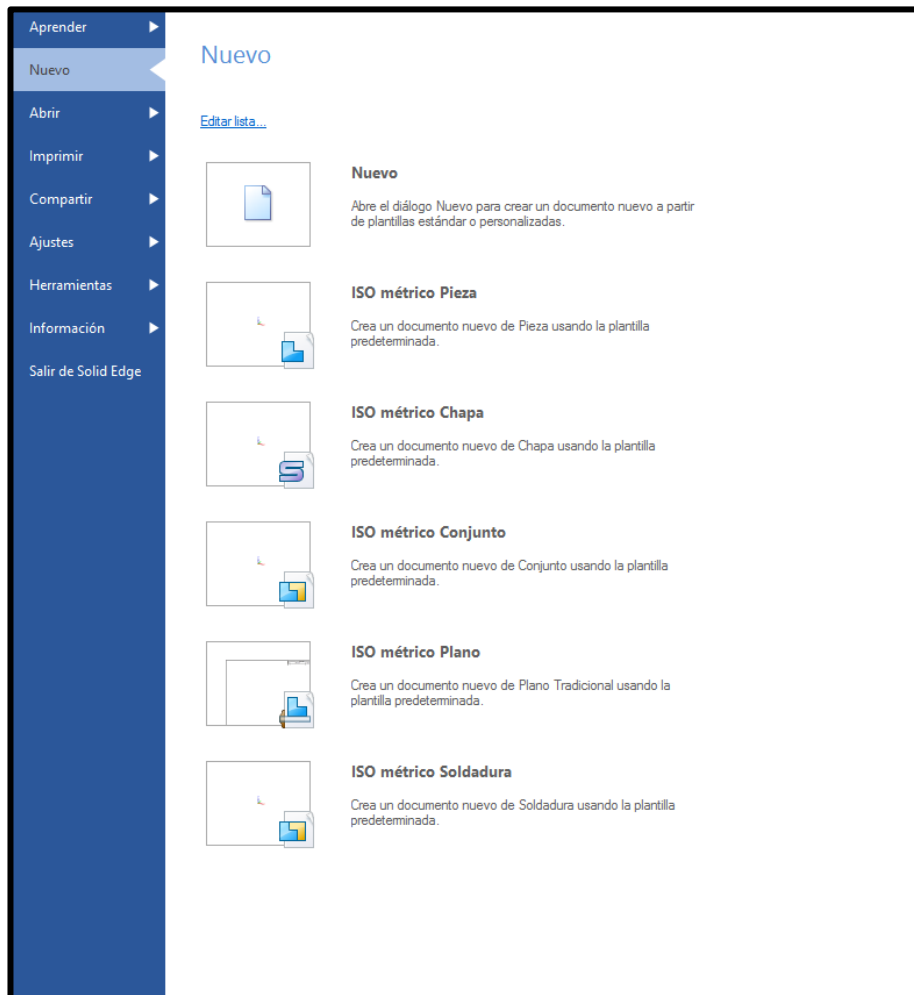 Aprender
Nuevo
Abrir
Imprimir
Compartir
Ajustes
Herramientas
Información
Salir de Solid Edge
Nuevo
Editar lista...
Nuevo
Abre el diálogo Nuevo para crear un documento nuevo a partir
de plantillas estándar o personalizadas.
ISO métrico Pieza
Crea un documento nuevo de Pieza usando la plantilla
predeterminada.
ISO métrico Chapa
Crea un documento nuevo de Chapa usando la plantilla
predeterminada.
ISO métrico Conjunto
Crea un documento nuevo de Conjunto usando la plantilla
predeterminada.
ISO métrico Plano
Crea un documento nuevo de Plano Tradicional usando la
plantilla predeterminada.
ISO métrico Soldadura
Crea un documento nuevo de Soldadura usando la plantilla
predeterminada.